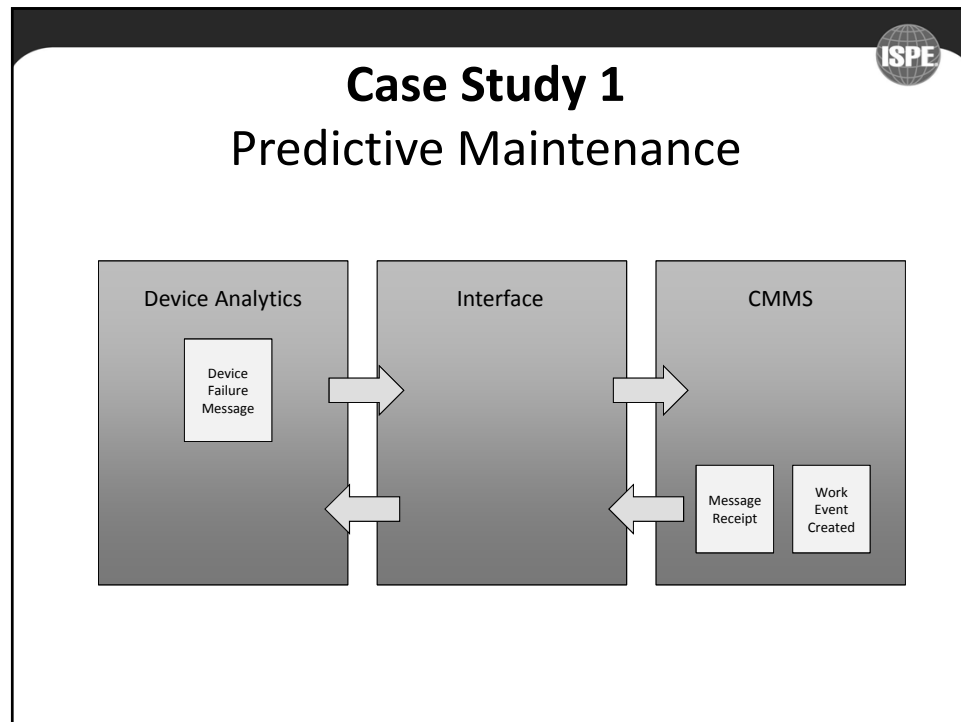 ISPE
Case Study 1
Predictive Maintenance
Device Analytics
Device
Failure
Message
Interface
CMMS
Message
Receipt
Work
Event
Created